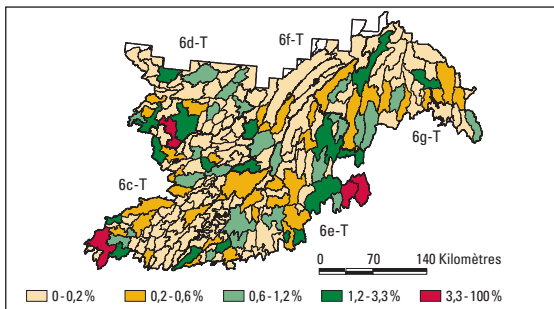 6d-T
6f-T
6g-T
6c-T
6e-T
0 70 140 Kilomètres
0-0,2% 0,2-0,6% 0,6-1,2% 1,2-3,3% 3,3-100%